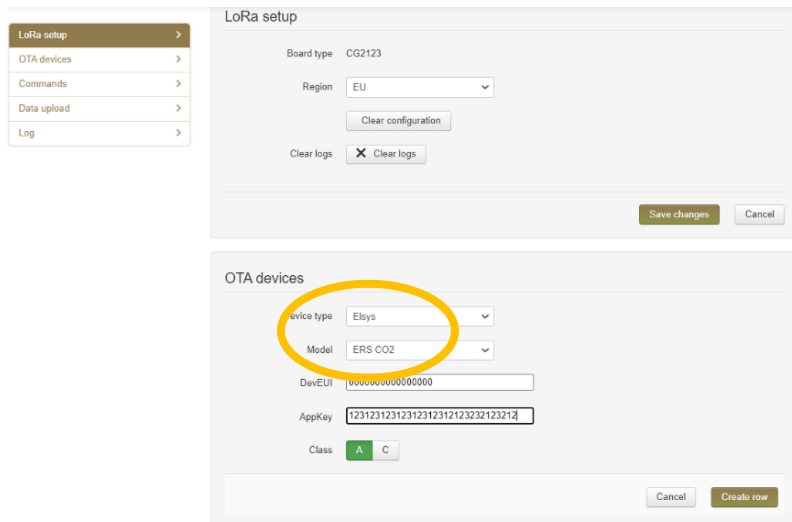 LoRa setup
OTA devices
Commands
Data upload
Log
LoRa setup
Board type CG2123
Region EU
Clear configuration
Clear logs Clear logs
Save changes Cancel
OTA devices
evice type Elsys
Model ERS CO2
DevEUI 0000000000000000
AppKey 12312312312312312312123232123212
Class A C
Cancel Create row